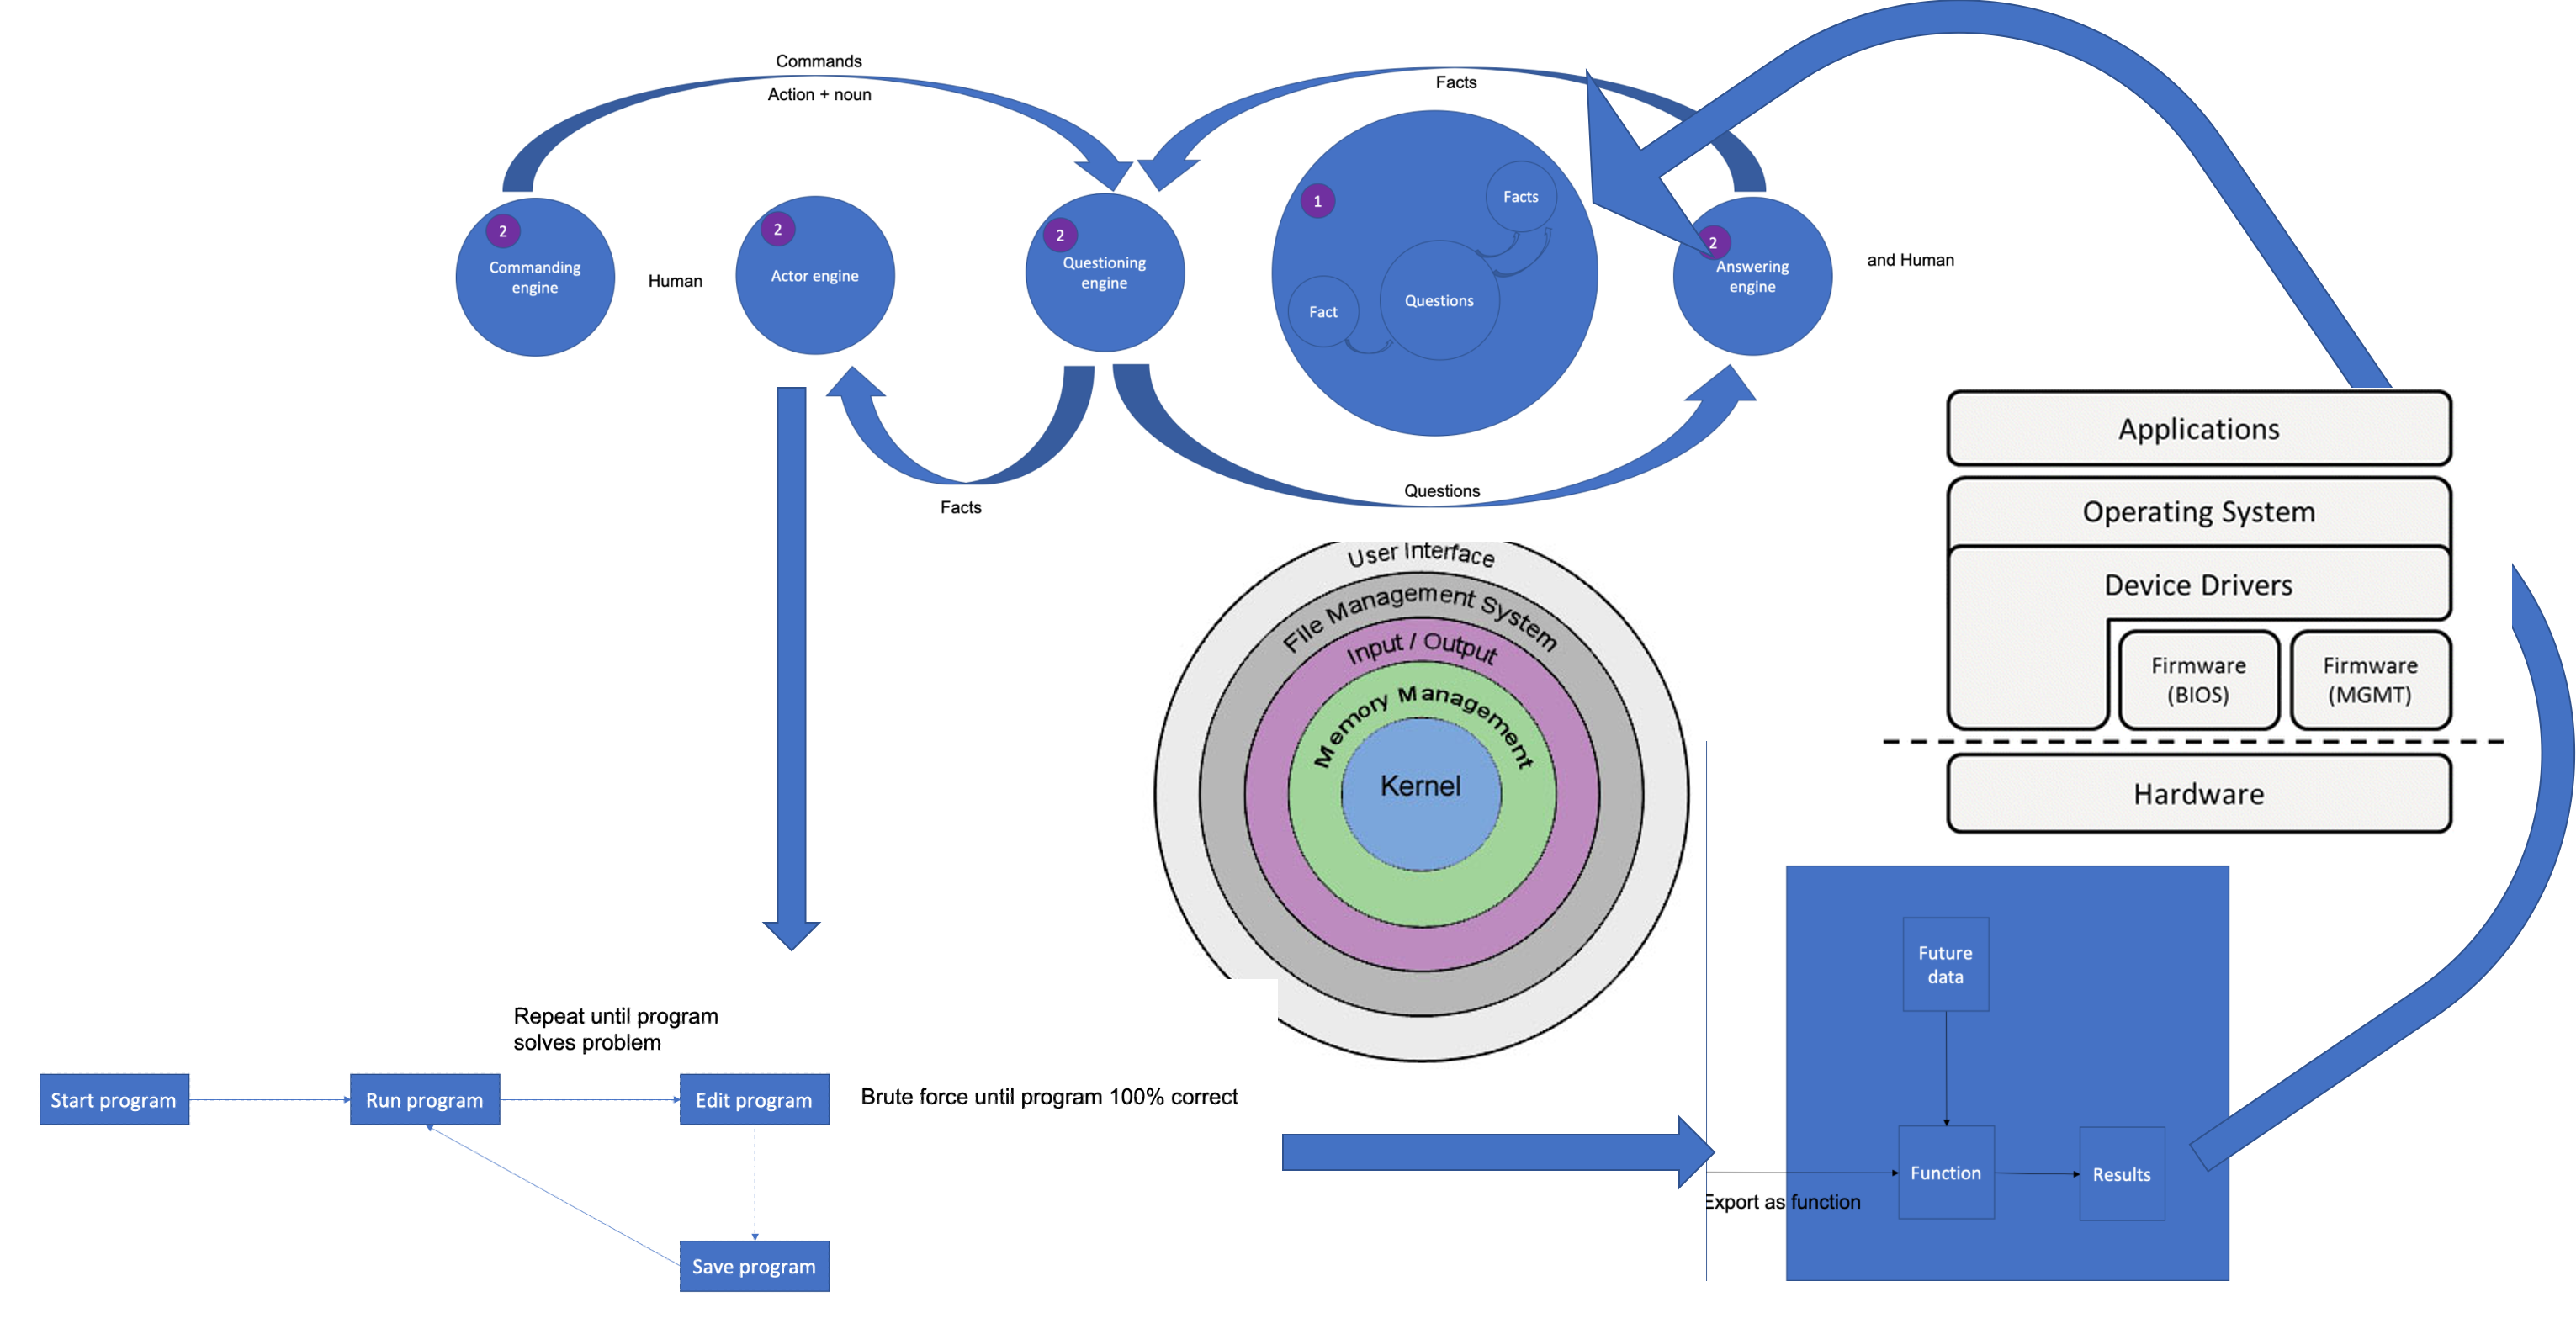 Commands
Action + noun
Facts
2
Commanding
engine
Human
2
Actor engine
2
Questioning
engine
1
Facts
Questions
Fact
2
Answering
engine
and Human
Facts
Questions
Applications
Operating System
Device Drivers
Firmware
(BIOS)
Firmware
(MGMT)
Hardware
User Interface
File Management System
Input / Output
Memory Management
Kernel
Repeat until program
solves problem
Start program
Run program
Edit program
Save program
Brute force until program 100% correct
Export as function
Future
data
Function
Results